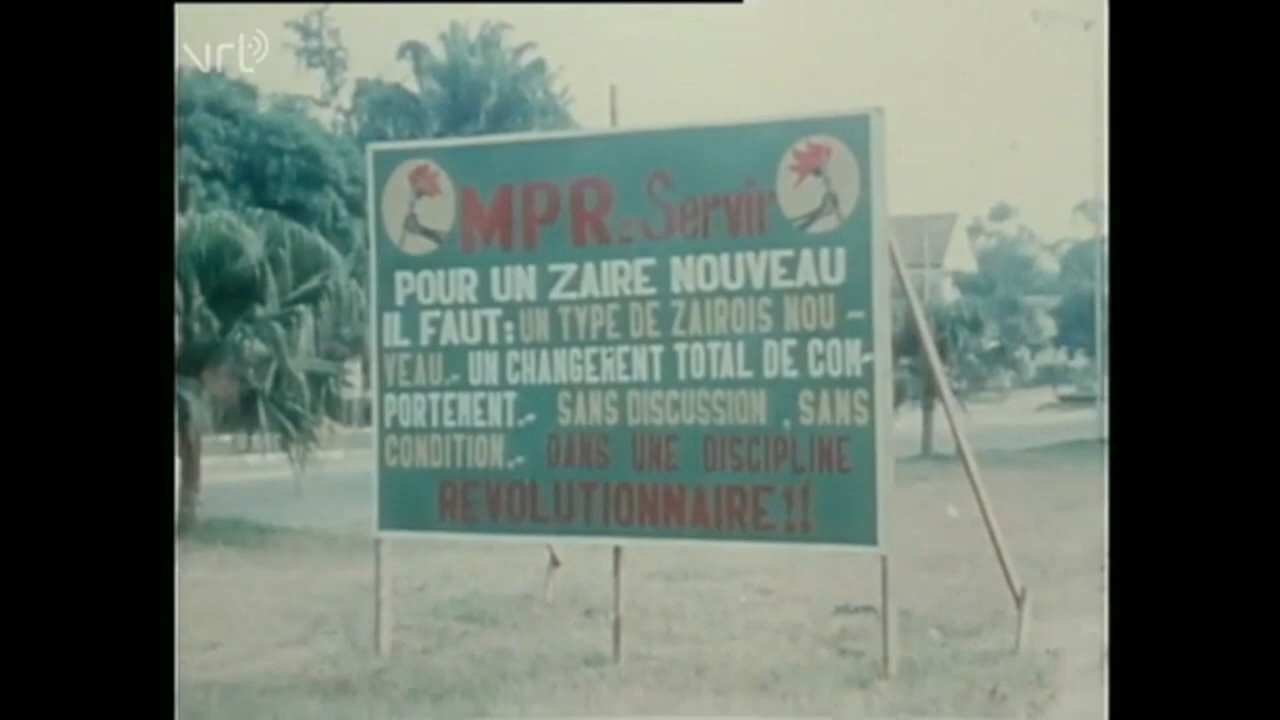 vrt
MPR.=Servir
POUR UN ZAIRE NOUVEAU
IL FAUT: UN TYPE DE ZAIROIS NOU-
VEAU.- UN CHANGEMENT TOTAL DE COM-
PORTEMENT.- SANS DISCUSSION, SANS
CONDITION.- DANS UNE DISCIPLINE
REVOLUTIONNAIRE!!